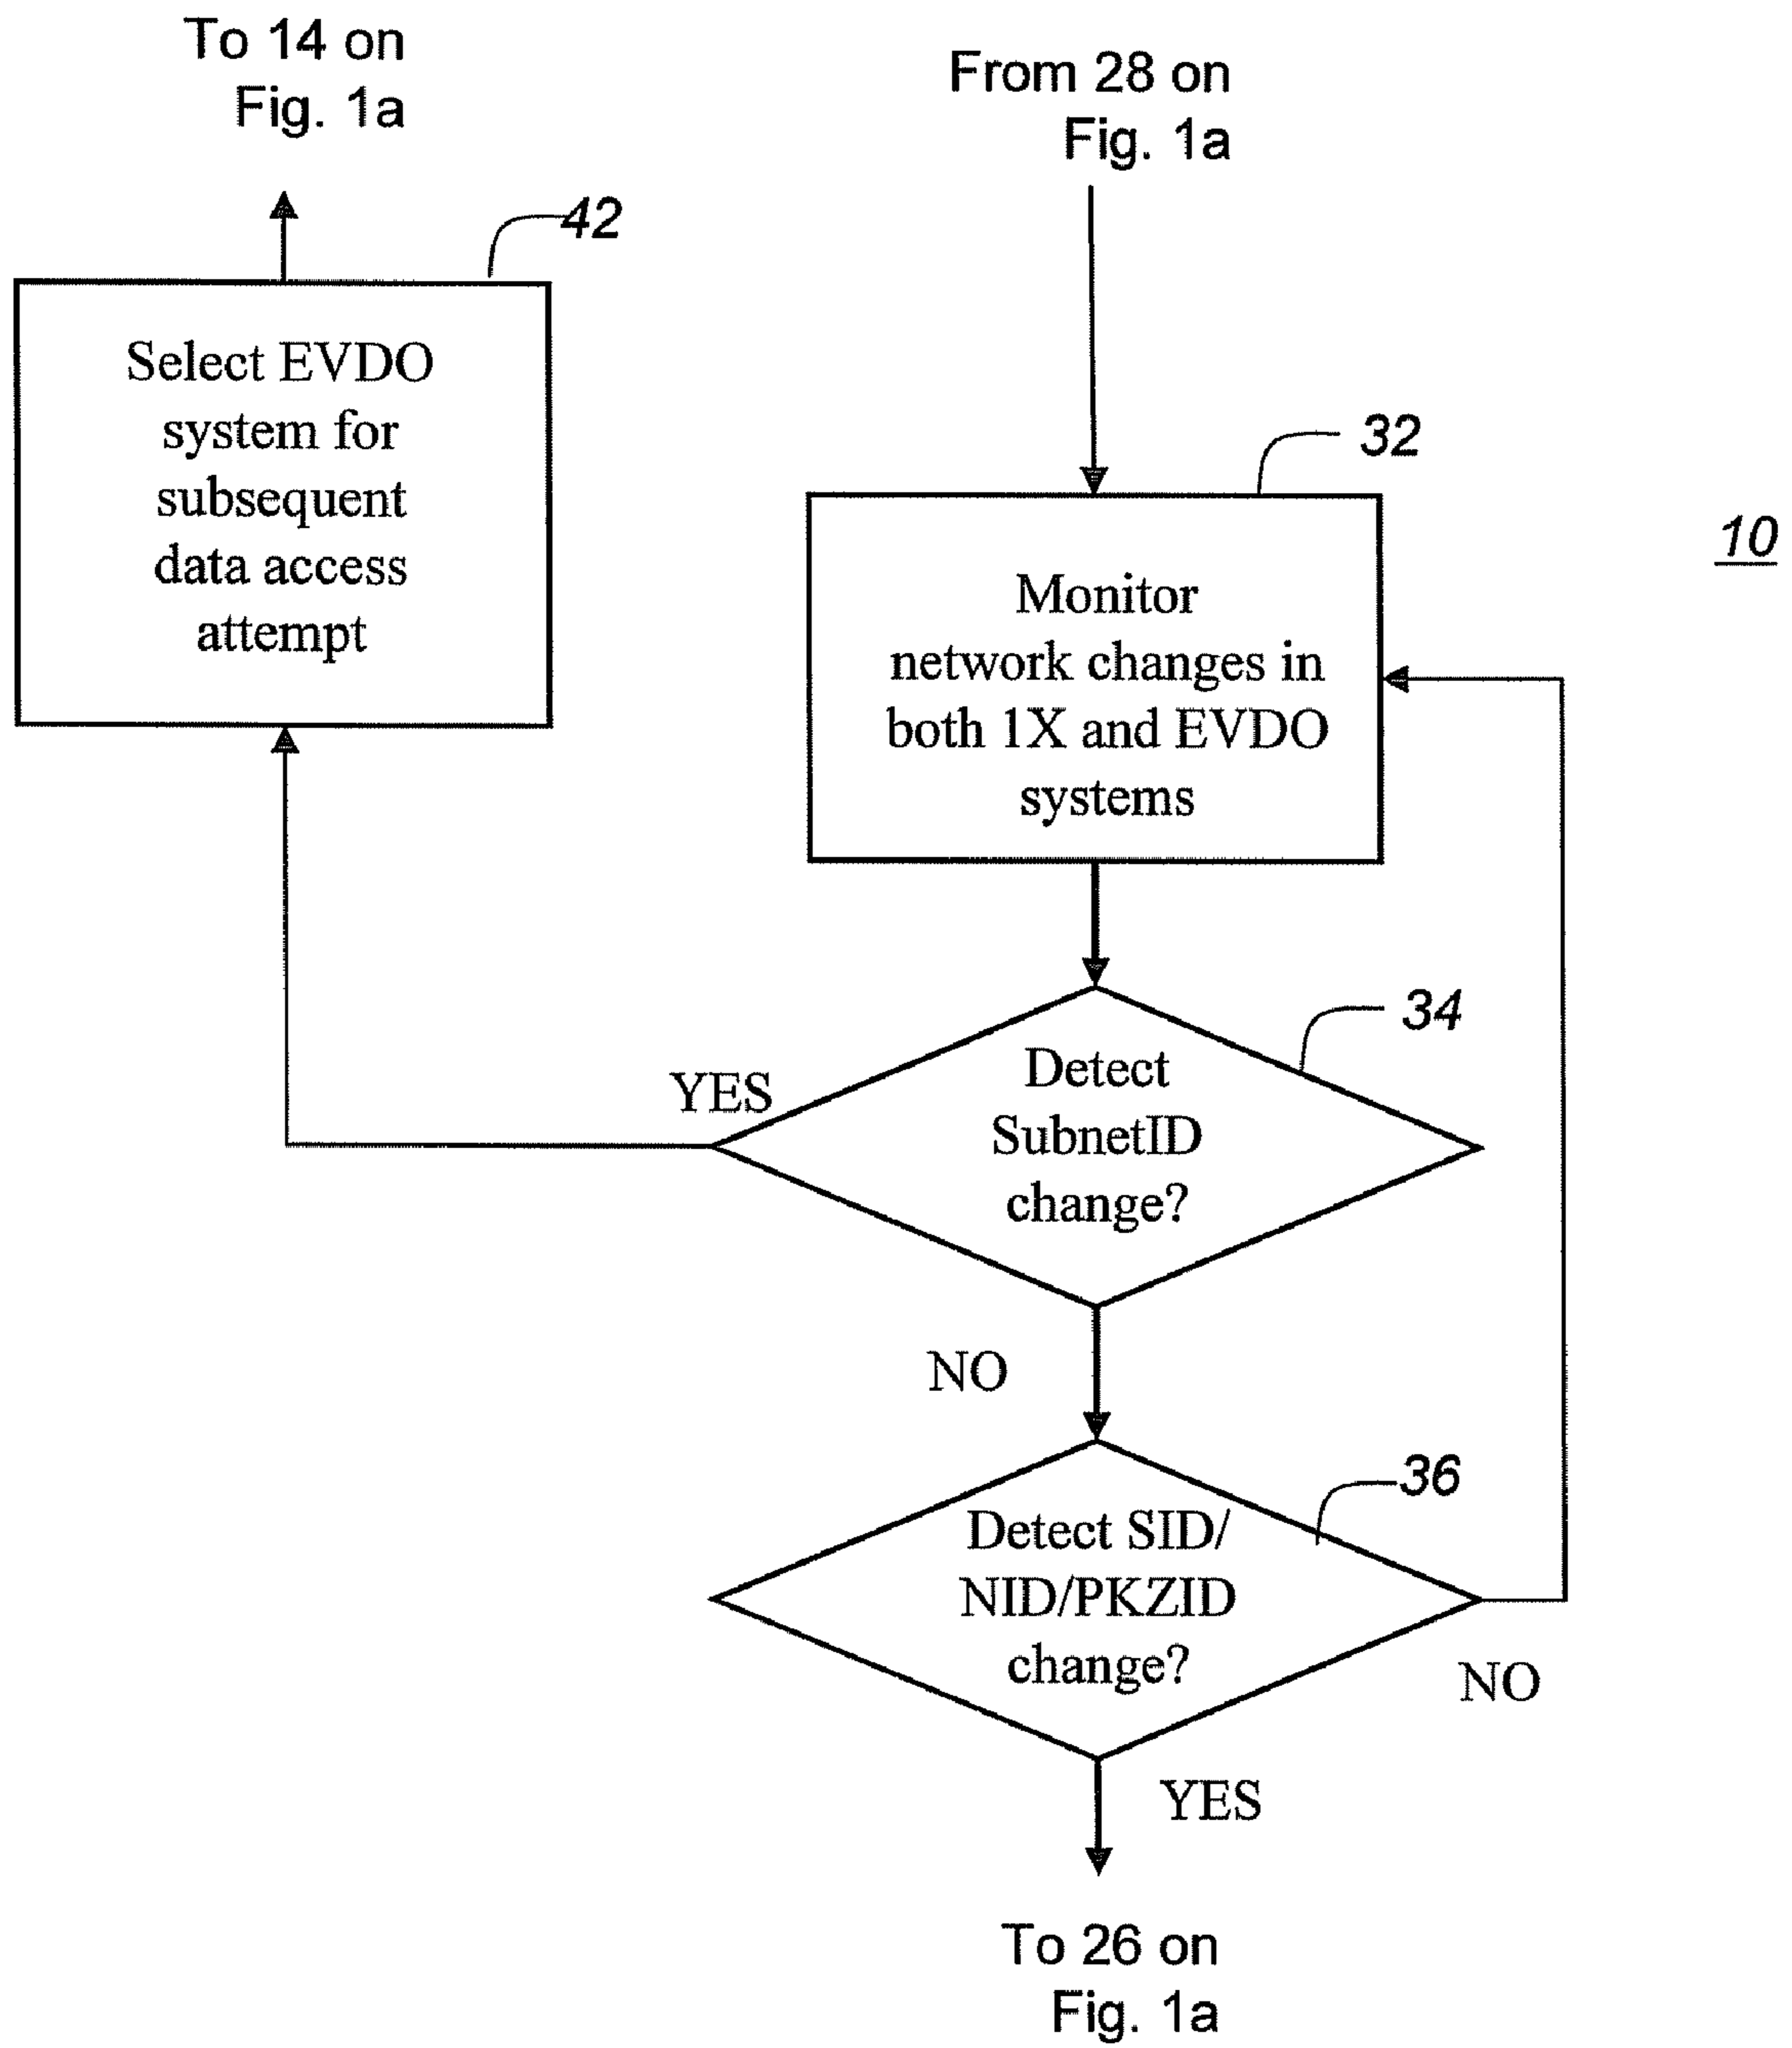 To 14 on
Fig. 1a
From 28 on
Fig. 1a
42
Select EVDO
system for
subsequent
data access
attempt
32
10
Monitor
network changes in
both 1X and EVDO
systems
34
YES
Detect
SubnetID
change?
NO
36
Detect SID/
NID/PKZID
change?
NO
YES
To 26 on
Fig. 1a